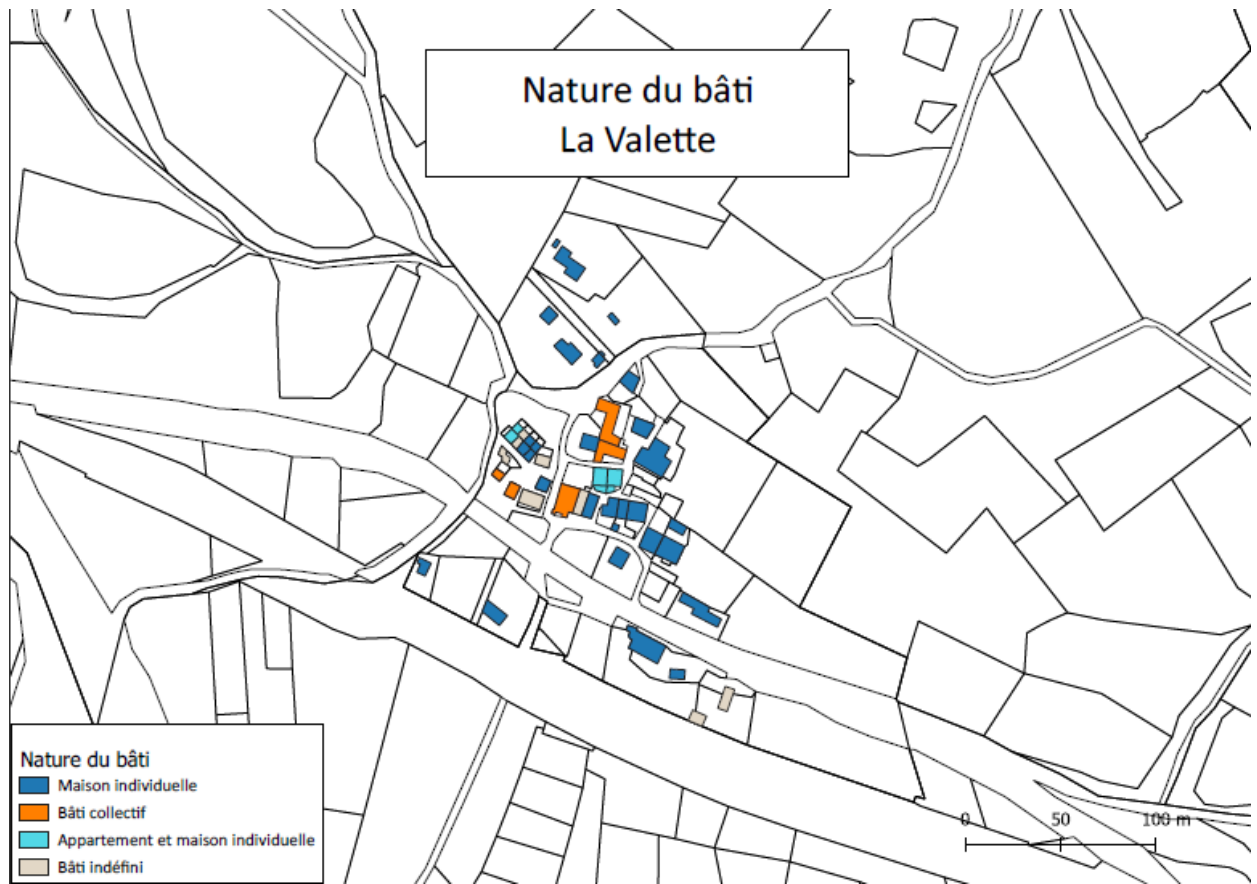 Nature du bâti
La Valette
Nature du bâti
Maison individuelle
Bâti collectif
Appartement et maison individuelle
Bâti indéfini
0 50 100 m